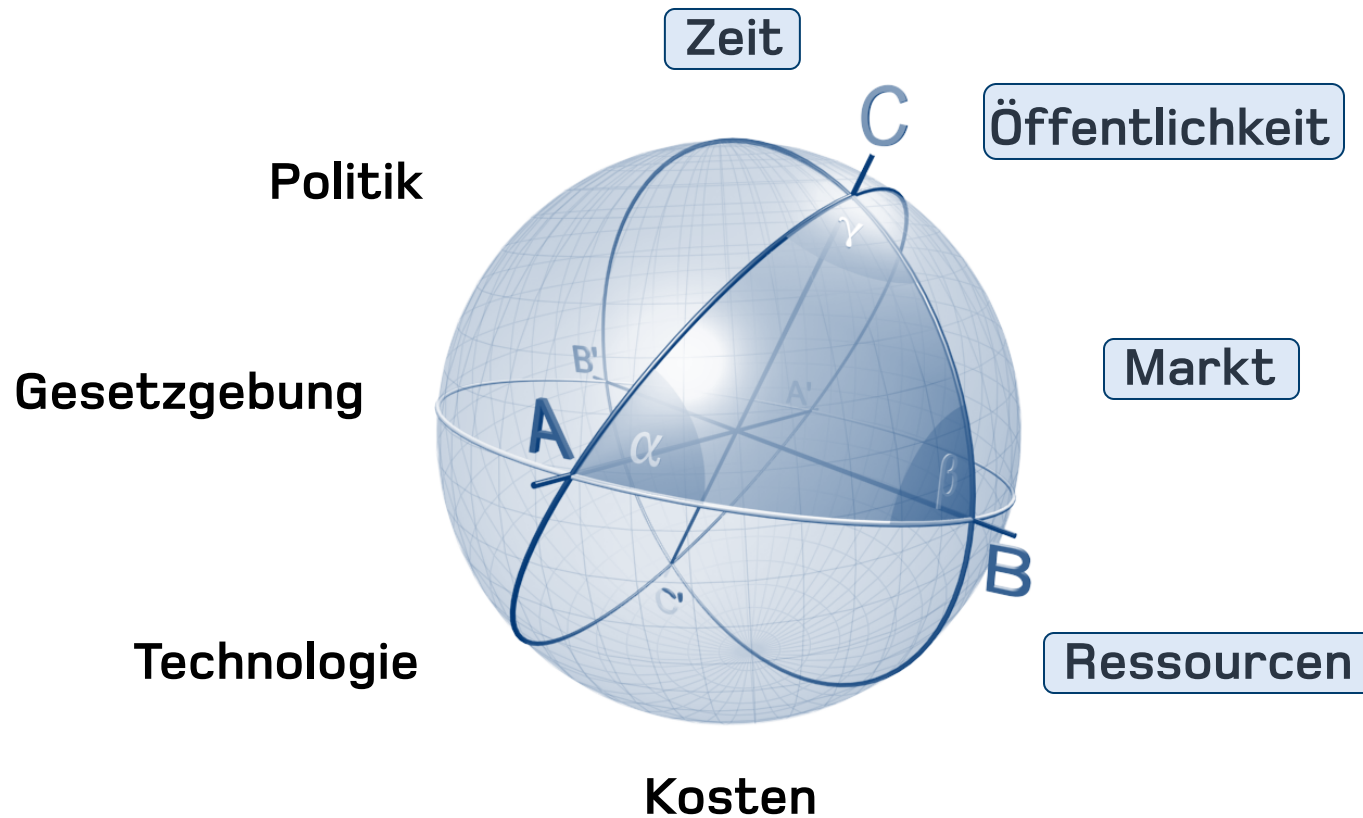 Zeit
C
Öffentlichkeit
Politik
γ
B'
A'
Markt
Gesetzgebung
A
α
β
B
C'
Technologie
Ressourcen
Kosten